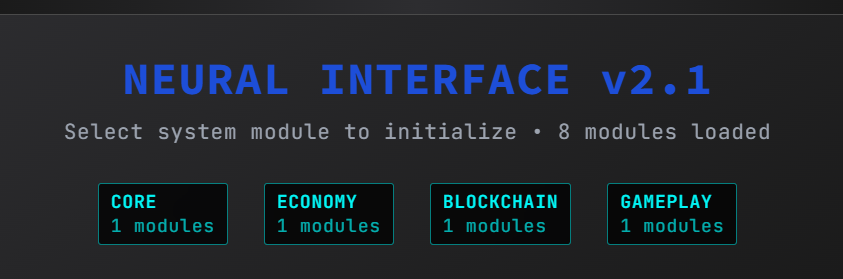 NEURAL INTERFACE v2.1
Select system module to initialize • 8 modules loaded
CORE
1 modules
ECONOMY
1 modules
BLOCKCHAIN
1 modules
GAMEPLAY
1 modules